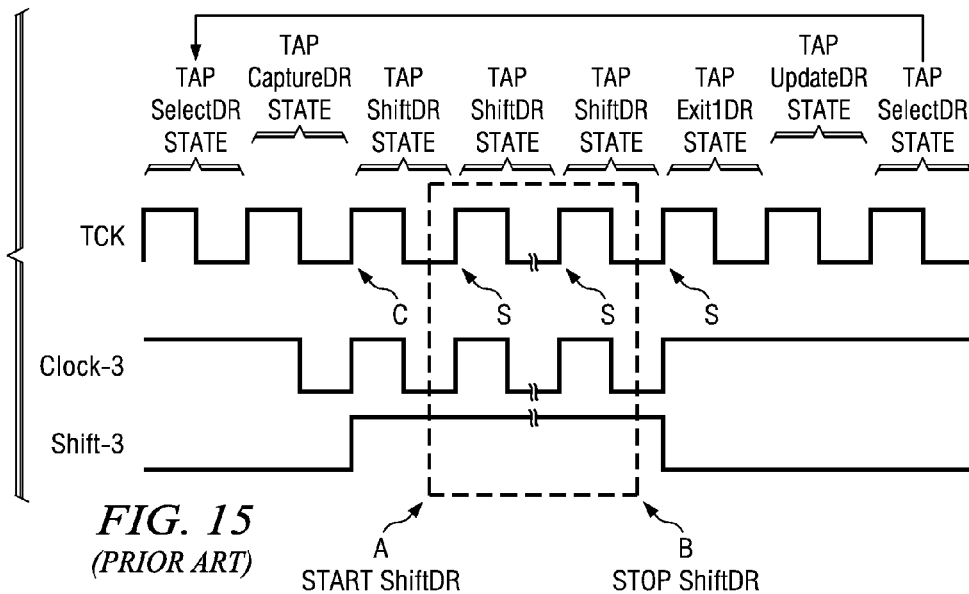 TAP
SelectDR
STATE
TAP
CaptureDR
STATE
TAP
ShiftDR
STATE
TAP
ShiftDR
STATE
TAP
ShiftDR
STATE
TAP
Exit1DR
STATE
TAP
UpdateDR
STATE
TAP
SelectDR
STATE
TCK
C
S
S
S
Clock-3
Shift-3
FIG. 15
(PRIOR ART)
A
START ShiftDR
B
STOP ShiftDR